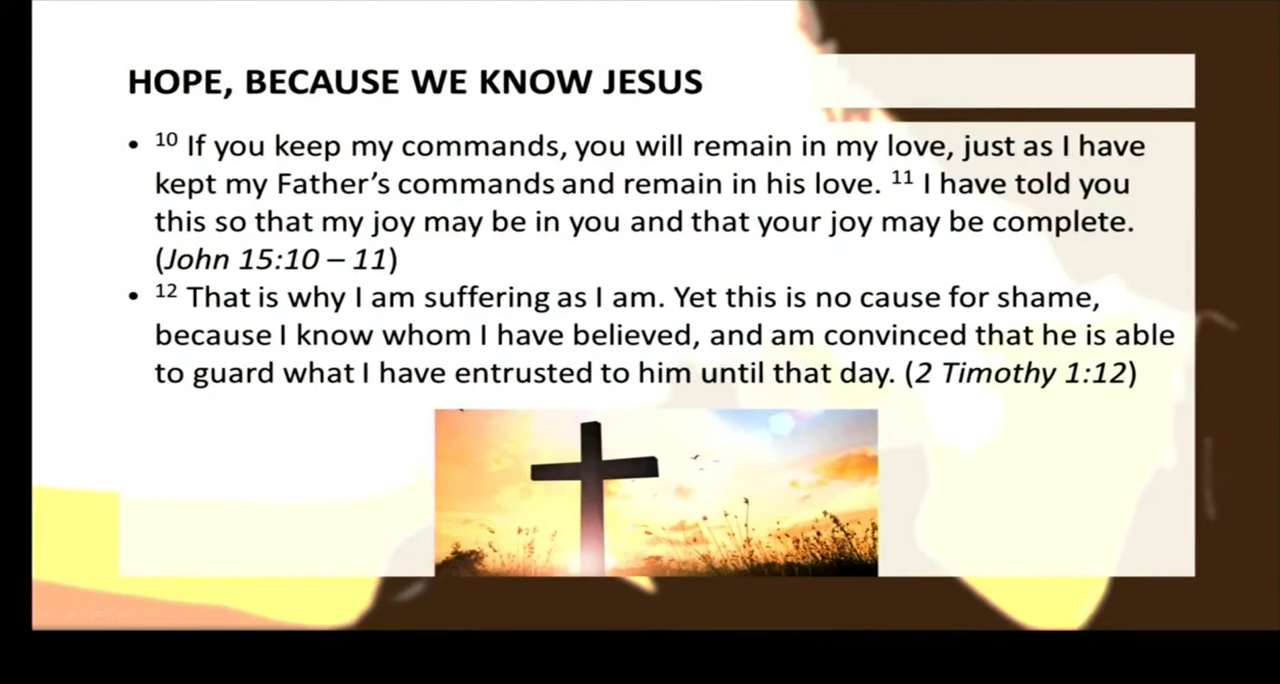 HOPE, BECAUSE WE KNOW JESUS
• ¹⁰ If you keep my commands, you will remain in my love, just as I have
kept my Father’s commands and remain in his love. ¹¹ I have told you
this so that my joy may be in you and that your joy may be complete.
(John 15:10 – 11)
• ¹² That is why I am suffering as I am. Yet this is no cause for shame,
because I know whom I have believed, and am convinced that he is able
to guard what I have entrusted to him until that day. (2 Timothy 1:12)